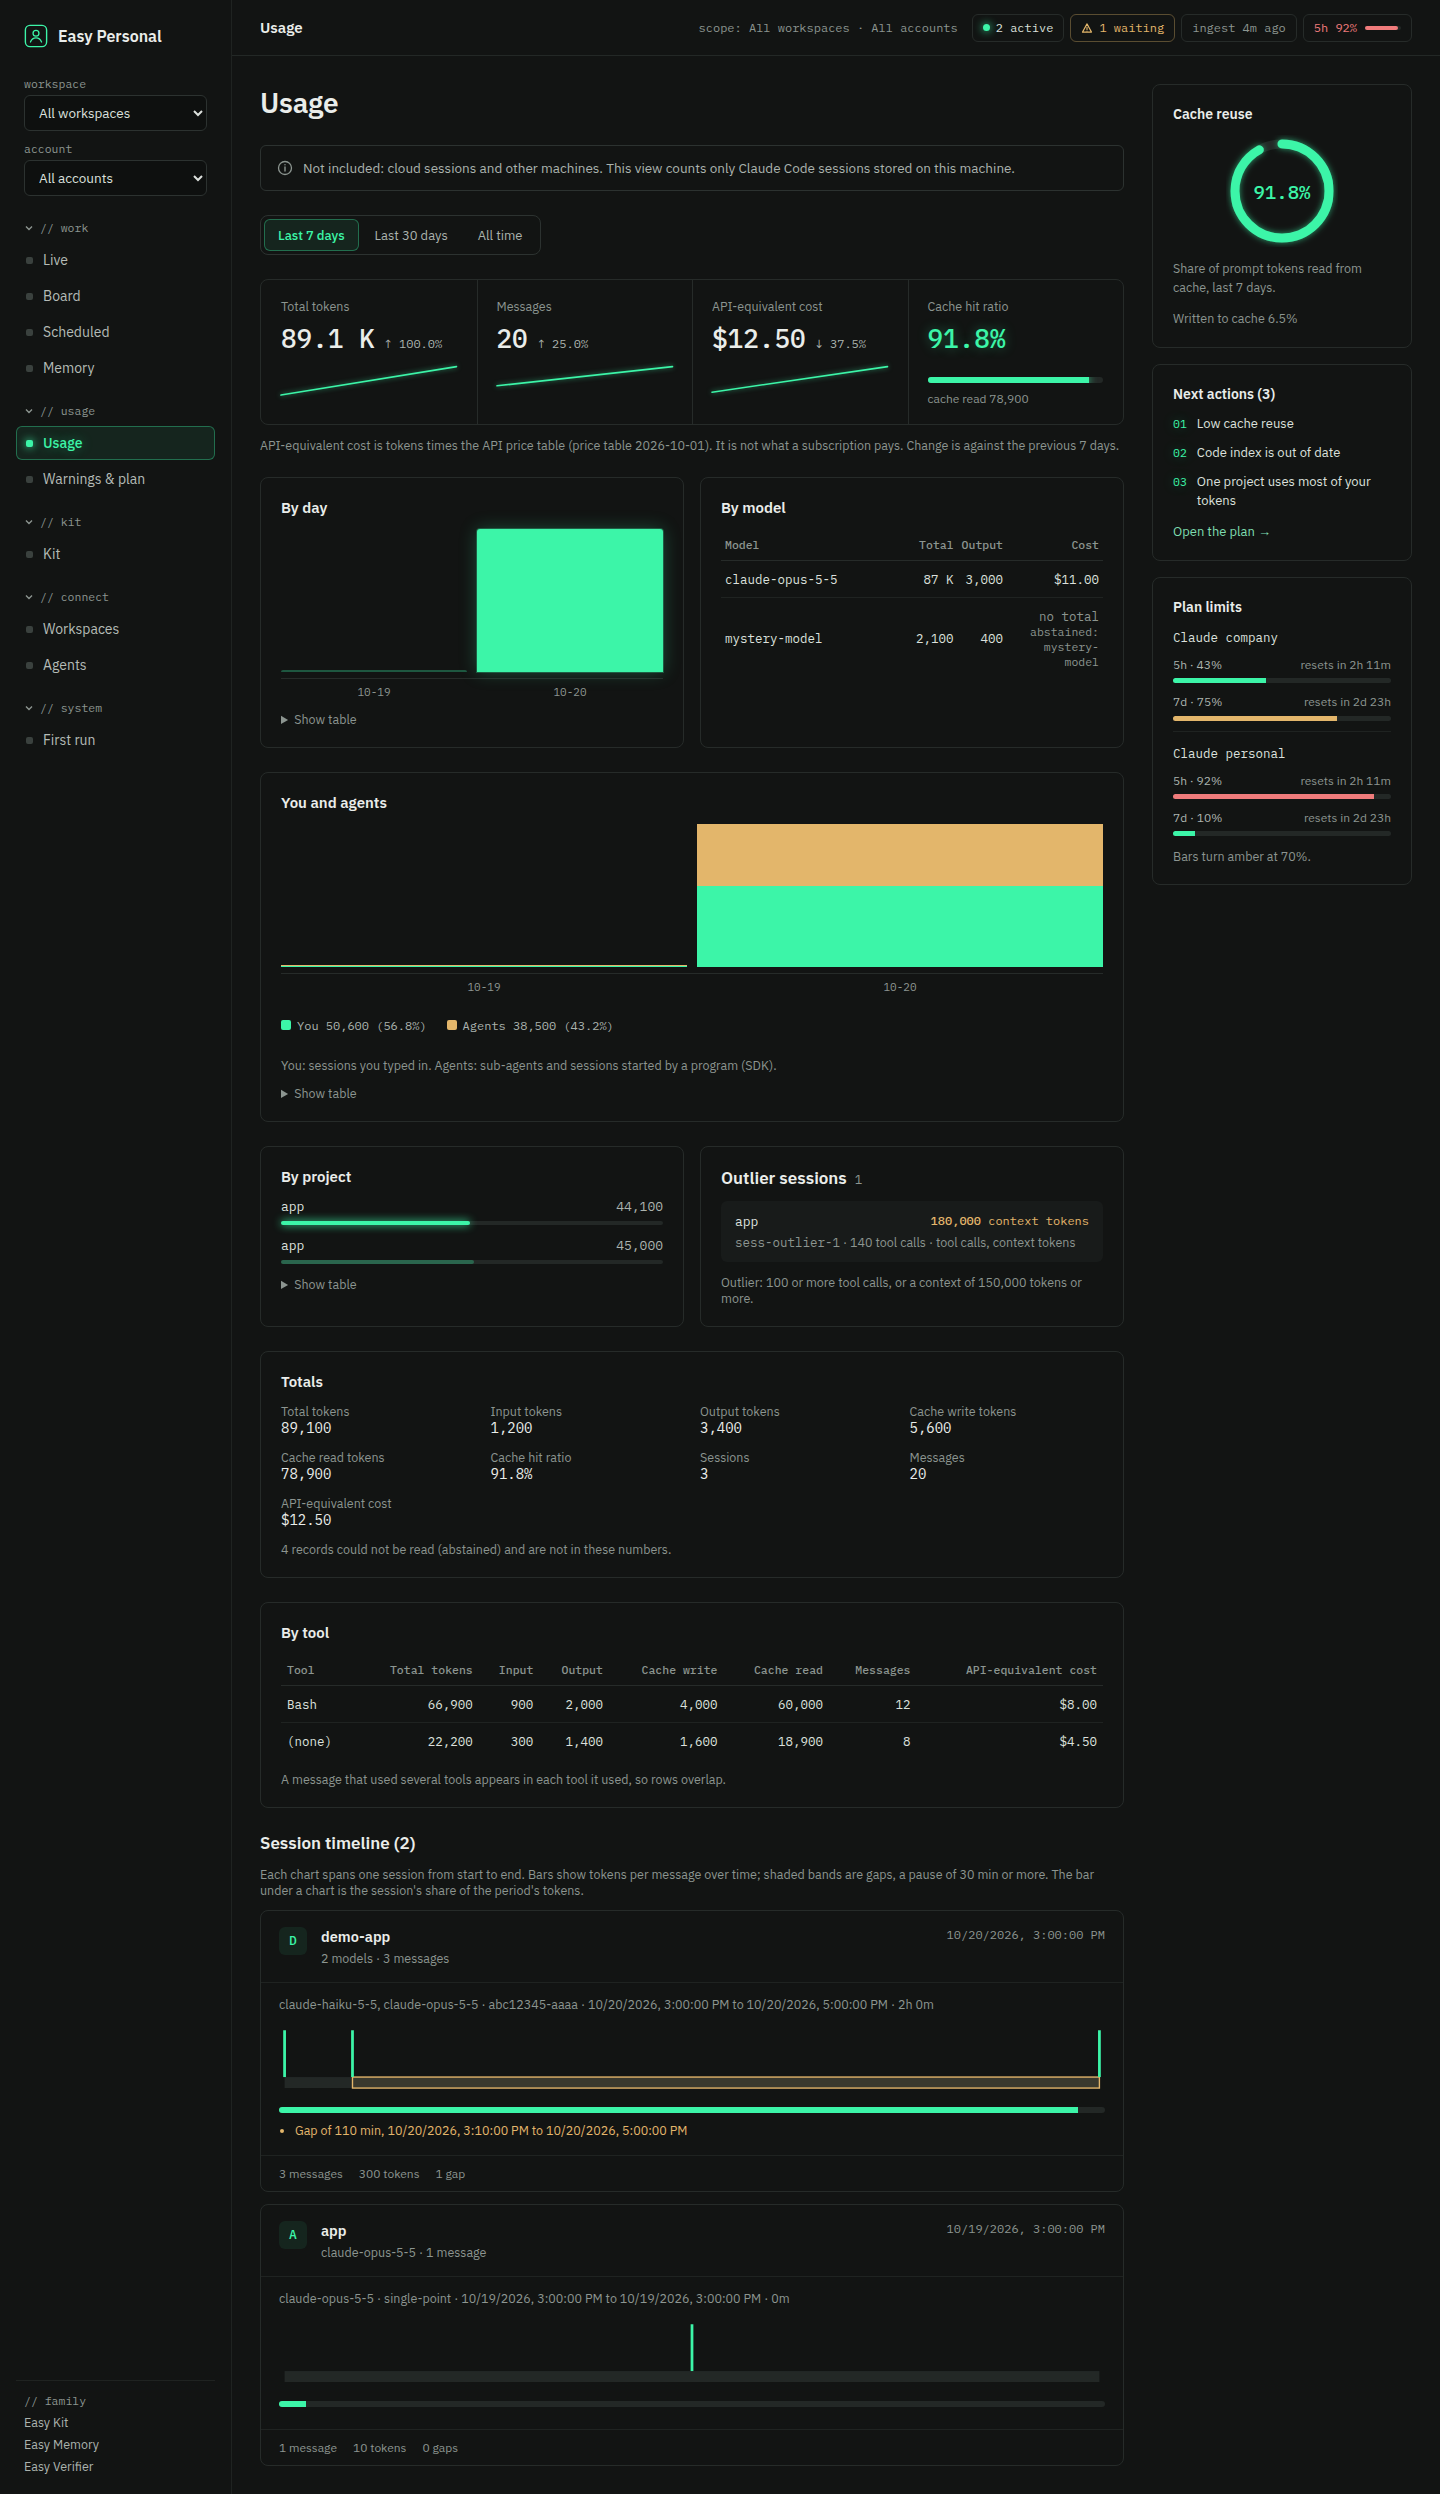 Easy Personal
workspace
All workspaces
account
All accounts
// work
Live
Board
Scheduled
Memory
// usage
Usage
Warnings & plan
// kit
Kit
// connect
Workspaces
Agents
// system
First run
// family
Easy Kit
Easy Memory
Easy Verifier
Usage
scope: All workspaces · All accounts
2 active
1 waiting
ingest 4m ago
5h 92%
Usage
Not included: cloud sessions and other machines. This view counts only Claude Code sessions stored on this machine.
Last 7 days Last 30 days All time
Total tokens
89.1 K ↑ 100.0%
Messages
20 ↑ 25.0%
API-equivalent cost
$12.50 ↓ 37.5%
Cache hit ratio
91.8%
cache read 78,900
API-equivalent cost is tokens times the API price table (price table 2026-10-01). It is not what a subscription pays. Change is against the previous 7 days.
By day
10-19 10-20
Show table
By model
Model Total Output Cost
claude-opus-5-5 87 K 3,000 $11.00
mystery-model 2,100 400 no total
abstained:
mystery-
model
You and agents
10-19 10-20
You 50,600 (56.8%) Agents 38,500 (43.2%)
You: sessions you typed in. Agents: sub-agents and sessions started by a program (SDK).
Show table
By project
app 44,100
app 45,000
Show table
Outlier sessions 1
app 180,000 context tokens
sess-outlier-1 · 140 tool calls · tool calls, context tokens
Outlier: 100 or more tool calls, or a context of 150,000 tokens or
more.
Totals
Total tokens
89,100
Input tokens
1,200
Output tokens
3,400
Cache write tokens
5,600
Cache read tokens
78,900
Cache hit ratio
91.8%
Sessions
3
Messages
20
API-equivalent cost
$12.50
4 records could not be read (abstained) and are not in these numbers.
By tool
Tool Total tokens Input Output Cache write Cache read Messages API-equivalent cost
Bash 66,900 900 2,000 4,000 60,000 12 $8.00
(none) 22,200 300 1,400 1,600 18,900 8 $4.50
A message that used several tools appears in each tool it used, so rows overlap.
Session timeline (2)
Each chart spans one session from start to end. Bars show tokens per message over time; shaded bands are gaps, a pause of 30 min or more. The bar
under a chart is the session's share of the period's tokens.
D
demo-app
10/20/2026, 3:00:00 PM
2 models · 3 messages
claude-haiku-5-5, claude-opus-5-5 · abc12345-aaaa · 10/20/2026, 3:00:00 PM to 10/20/2026, 5:00:00 PM · 2h 0m
• Gap of 110 min, 10/20/2026, 3:10:00 PM to 10/20/2026, 5:00:00 PM
3 messages 300 tokens 1 gap
A
app
10/19/2026, 3:00:00 PM
claude-opus-5-5 · 1 message
claude-opus-5-5 · single-point · 10/19/2026, 3:00:00 PM to 10/19/2026, 3:00:00 PM · 0m
1 message 10 tokens 0 gaps
Cache reuse
91.8%
Share of prompt tokens read from
cache, last 7 days.
Written to cache 6.5%
Next actions (3)
01 Low cache reuse
02 Code index is out of date
03 One project uses most of your
tokens
Open the plan →
Plan limits
Claude company
5h · 43% resets in 2h 11m
7d · 75% resets in 2d 23h
Claude personal
5h · 92% resets in 2h 11m
7d · 10% resets in 2d 23h
Bars turn amber at 70%.